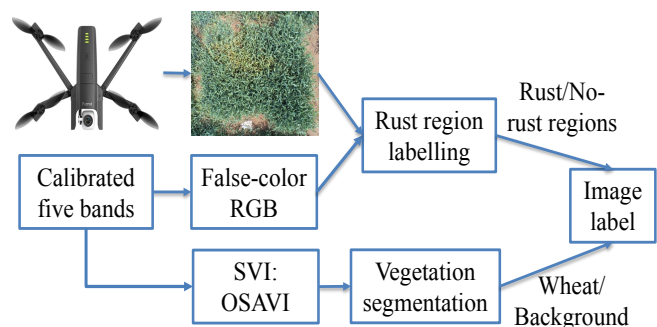 Rust region
labelling
Rust/No-
rust regions
Calibrated
five bands
False-color
RGB
Image
label
SVI:
OSAVI
Vegetation
segmentation
Wheat/
Background